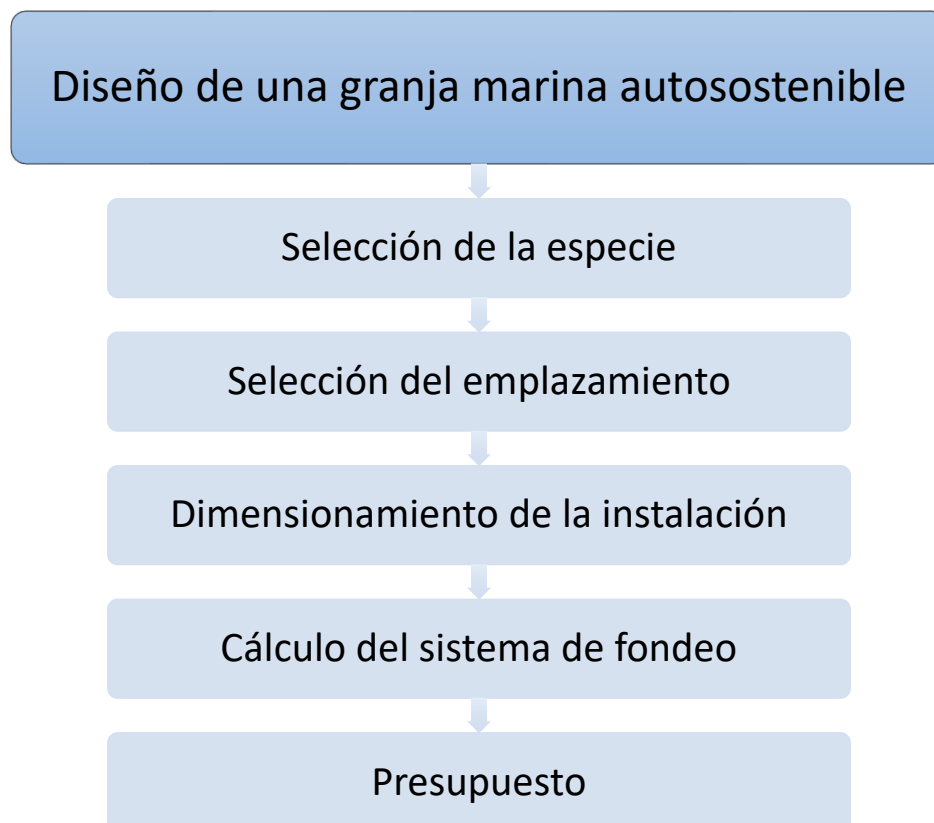 Diseño de una granja marina autosostenible
Selección de la especie
Selección del emplazamiento
Dimensionamiento de la instalación
Cálculo del sistema de fondeo
Presupuesto